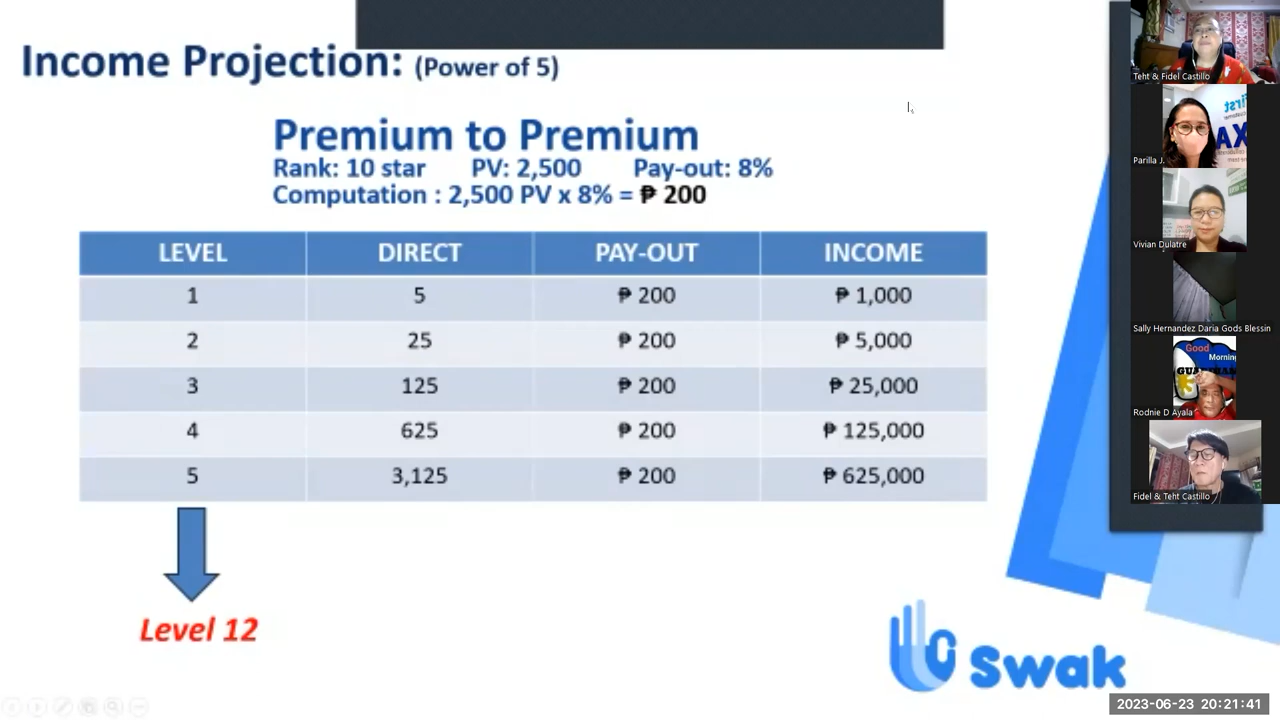 Income Projection: (Power of 5)
Premium to Premium
Rank: 10 star PV: 2,500 Pay-out: 8%
Computation : 2,500 PV x 8% = ₱ 200
LEVEL DIRECT PAY-OUT INCOME
1 5 ₱ 200 ₱ 1,000
2 25 ₱ 200 ₱ 5,000
3 125 ₱ 200 ₱ 25,000
4 625 ₱ 200 ₱ 125,000
5 3,125 ₱ 200 ₱ 625,000
Level 12
Swak
Teht & Fidel Castillo
Parilla J.
Vivian Dulatre
Sally Hernandez Daria Gods Blessin
Good
Morning
Rodnie D Ayala
Fidel & Teht Castillo
2023-06-23 20:21:41